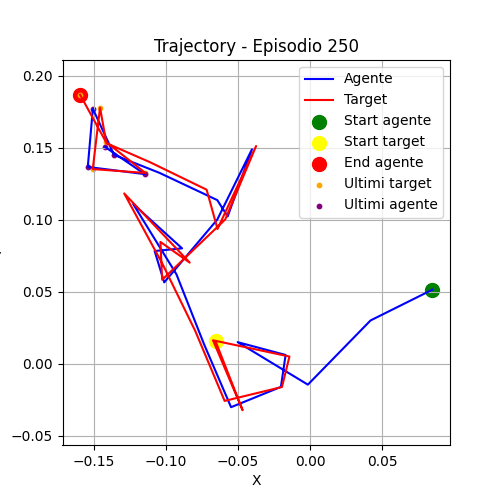 Trajectory - Episodio 250
0.20
0.15
0.10
0.05
0.00
−0.05
−0.15
−0.10
−0.05
0.00
0.05
X
Agente
Target
Start agente
Start target
End agente
Ultimi target
Ultimi agente